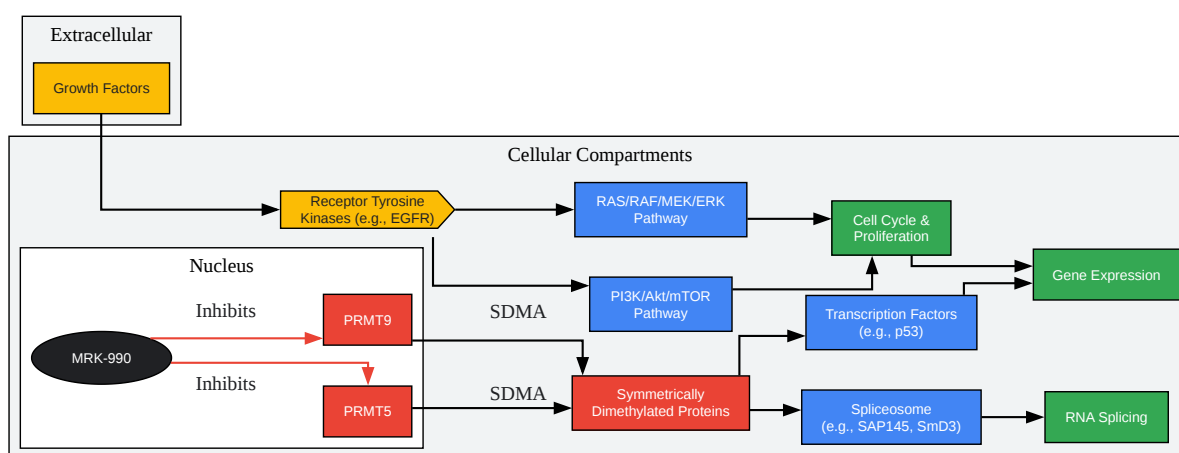 Extracellular
Growth Factors
Cellular Compartments
Receptor Tyrosine
Kinases (e.g., EGFR)
RAS/RAF/MEK/ERK
Pathway
Cell Cycle &
Proliferation
Gene Expression
Nucleus
Inhibits
PRMT9
SDMA
PI3K/Akt/mTOR
Pathway
Transcription Factors
(e.g., p53)
MRK-990
Inhibits
PRMT5
SDMA
Symmetrically
Dimethylated Proteins
Spliceosome
(e.g., SAP145, SmD3)
RNA Splicing